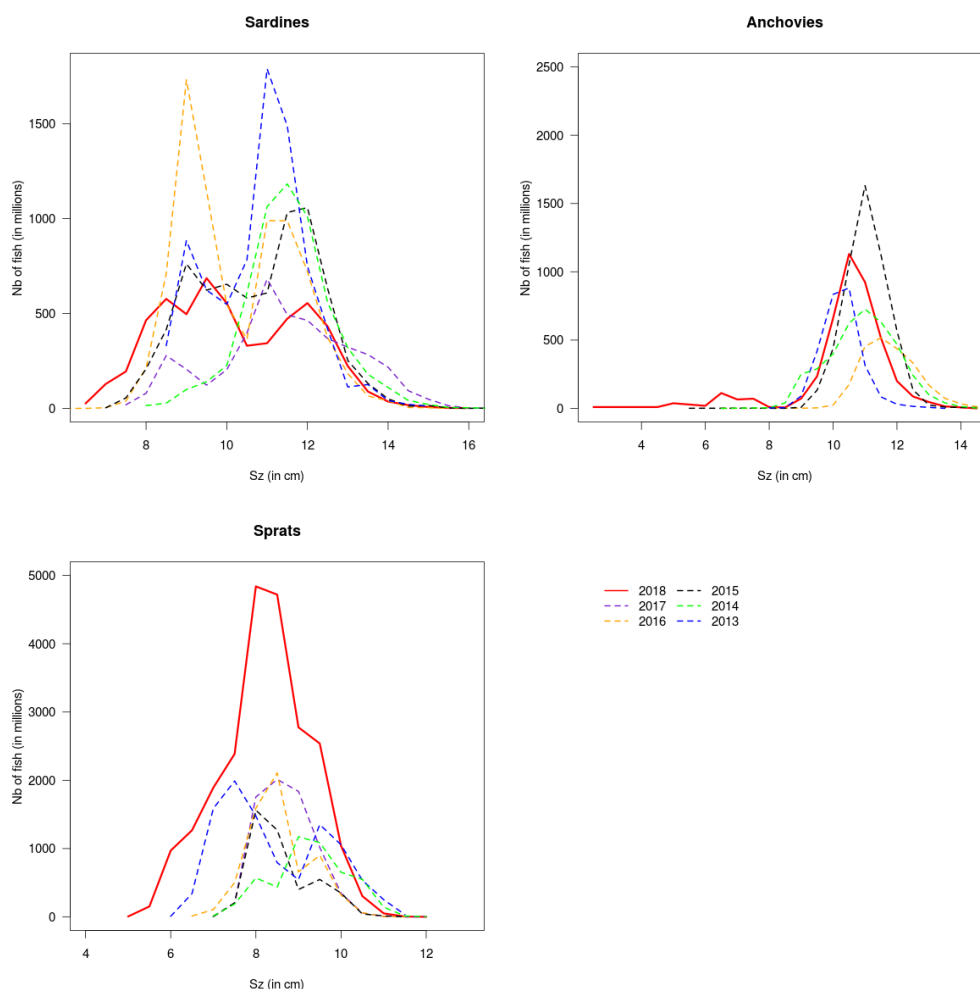 Sardines
Nb of fish (in millions)
1500
1000
500
0
8 10 12 14 16
Sz (in cm)
Anchovies
Nb of fish (in millions)
2500
2000
1500
1000
500
0
4 6 8 10 12 14
Sz (in cm)
Sprats
Nb of fish (in millions)
5000
4000
3000
2000
1000
0
4 6 8 10 12
Sz (in cm)
2018 2015
2017 2014
2016 2013